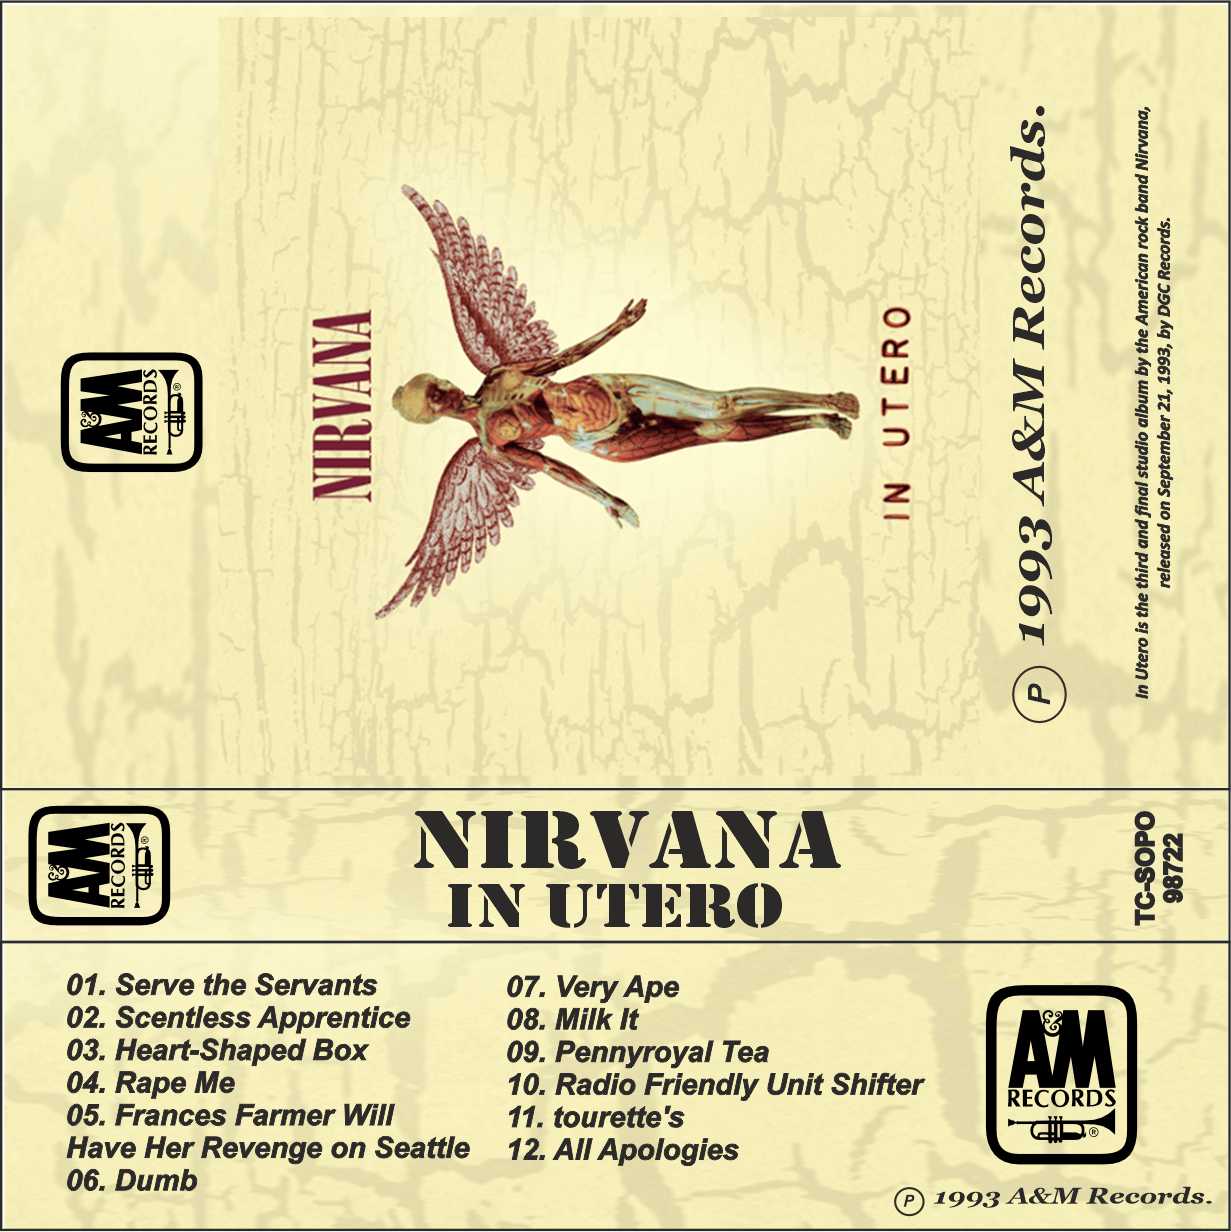 A&M
RECORDS
®
NIRVANA
IN UTERO
P 1993 A&M Records.
In Utero is the third and final studio album by the American rock band Nirvana,
released on September 21, 1993, by DGC Records.
A&M
RECORDS
®
NIRVANA
IN UTERO
TC-SOPO
98722
01. Serve the Servants
02. Scentless Apprentice
03. Heart-Shaped Box
04. Rape Me
05. Frances Farmer Will
Have Her Revenge on Seattle
06. Dumb
07. Very Ape
08. Milk It
09. Pennyroyal Tea
10. Radio Friendly Unit Shifter
11. tourette's
12. All Apologies
A&M
RECORDS
®
P 1993 A&M Records.